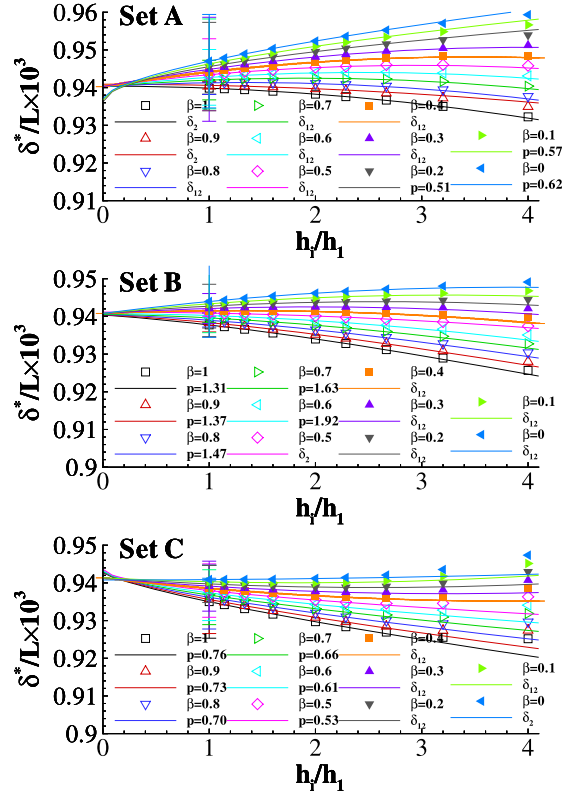 Set A
0.96
0.95
0.94
0.93
0.92
0.91
δ*/L×10³
β=1
δ₂
β=0.9
δ₂
β=0.8
δ₁₂
β=0.7
δ₁₂
β=0.6
δ₁₂
β=0.5
δ₁₂
β=0.4
δ₁₂
β=0.3
δ₁₂
β=0.2
p=0.51
β=0.1
p=0.57
β=0
p=0.62
0 1 2 3 4
hᵢ/h₁
Set B
0.95
0.94
0.93
0.92
0.91
0.9
δ*/L×10³
β=1
p=1.31
β=0.9
p=1.37
β=0.8
p=1.47
β=0.7
p=1.63
β=0.6
p=1.92
β=0.5
δ₂
β=0.4
δ₁₂
β=0.3
δ₁₂
β=0.2
δ₁₂
β=0.1
δ₁₂
β=0
δ₁₂
0 1 2 3 4
hᵢ/h₁
Set C
0.95
0.94
0.93
0.92
0.91
0.9
δ*/L×10³
β=1
p=0.76
β=0.9
p=0.73
β=0.8
p=0.70
β=0.7
p=0.66
β=0.6
p=0.61
β=0.5
p=0.53
β=0.4
δ₁₂
β=0.3
δ₁₂
β=0.2
δ₁₂
β=0.1
δ₁₂
β=0
δ₂
0 1 2 3 4
hᵢ/h₁